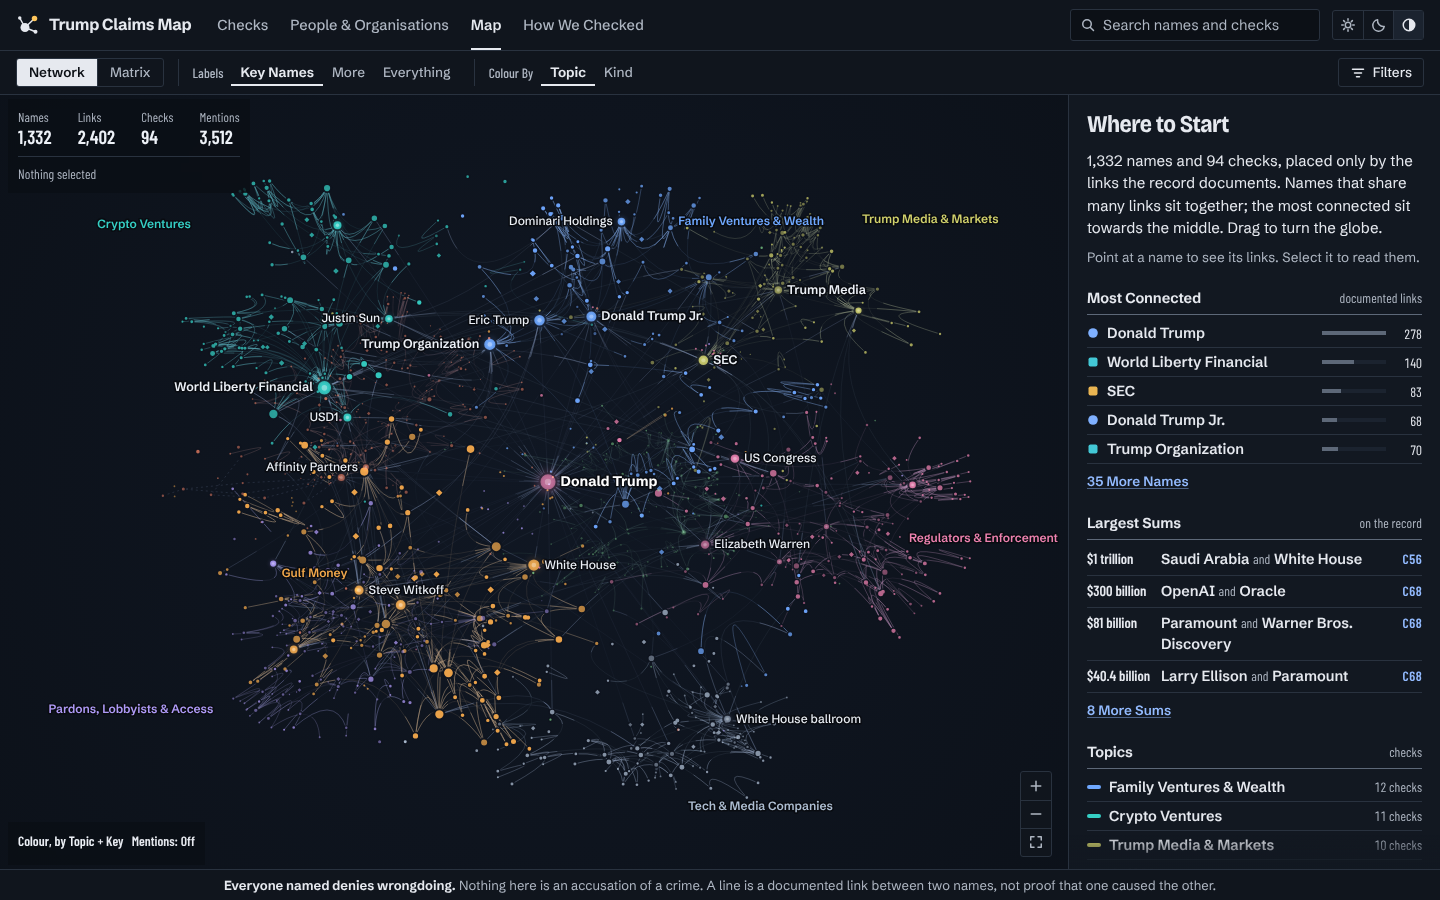 Trump Claims Map
Checks
People & Organisations
Map
How We Checked
Search names and checks
Network
Matrix
Labels
Key Names
More
Everything
Colour By
Topic
Kind
Filters
Names
Links
Checks
Mentions
1,332
2,402
94
3,512
Nothing selected
Crypto Ventures
Dominari Holdings
Family Ventures & Wealth
Trump Media & Markets
Trump Media
Justin Sun
Eric Trump
Donald Trump Jr.
Trump Organization
SEC
World Liberty Financial
USD1
Affinity Partners
US Congress
Donald Trump
Regulators & Enforcement
Elizabeth Warren
White House
Gulf Money
Steve Witkoff
Pardons, Lobbyists & Access
White House ballroom
Tech & Media Companies
Colour, by Topic + Key
Mentions: Off
Where to Start
1,332 names and 94 checks, placed only by the
links the record documents. Names that share
many links sit together; the most connected sit
towards the middle. Drag to turn the globe.
Point at a name to see its links. Select it to read them.
Most Connected
documented links
Donald Trump 278
World Liberty Financial 140
SEC 83
Donald Trump Jr. 68
Trump Organization 70
35 More Names
Largest Sums
on the record
$1 trillion Saudi Arabia and White House C56
$300 billion OpenAI and Oracle C68
$81 billion Paramount and Warner Bros. C68
Discovery
$40.4 billion Larry Ellison and Paramount C68
8 More Sums
Topics
checks
Family Ventures & Wealth 12 checks
Crypto Ventures 11 checks
Trump Media & Markets 10 checks
Everyone named denies wrongdoing. Nothing here is an accusation of a crime. A line is a documented link between two names, not proof that one caused the other.